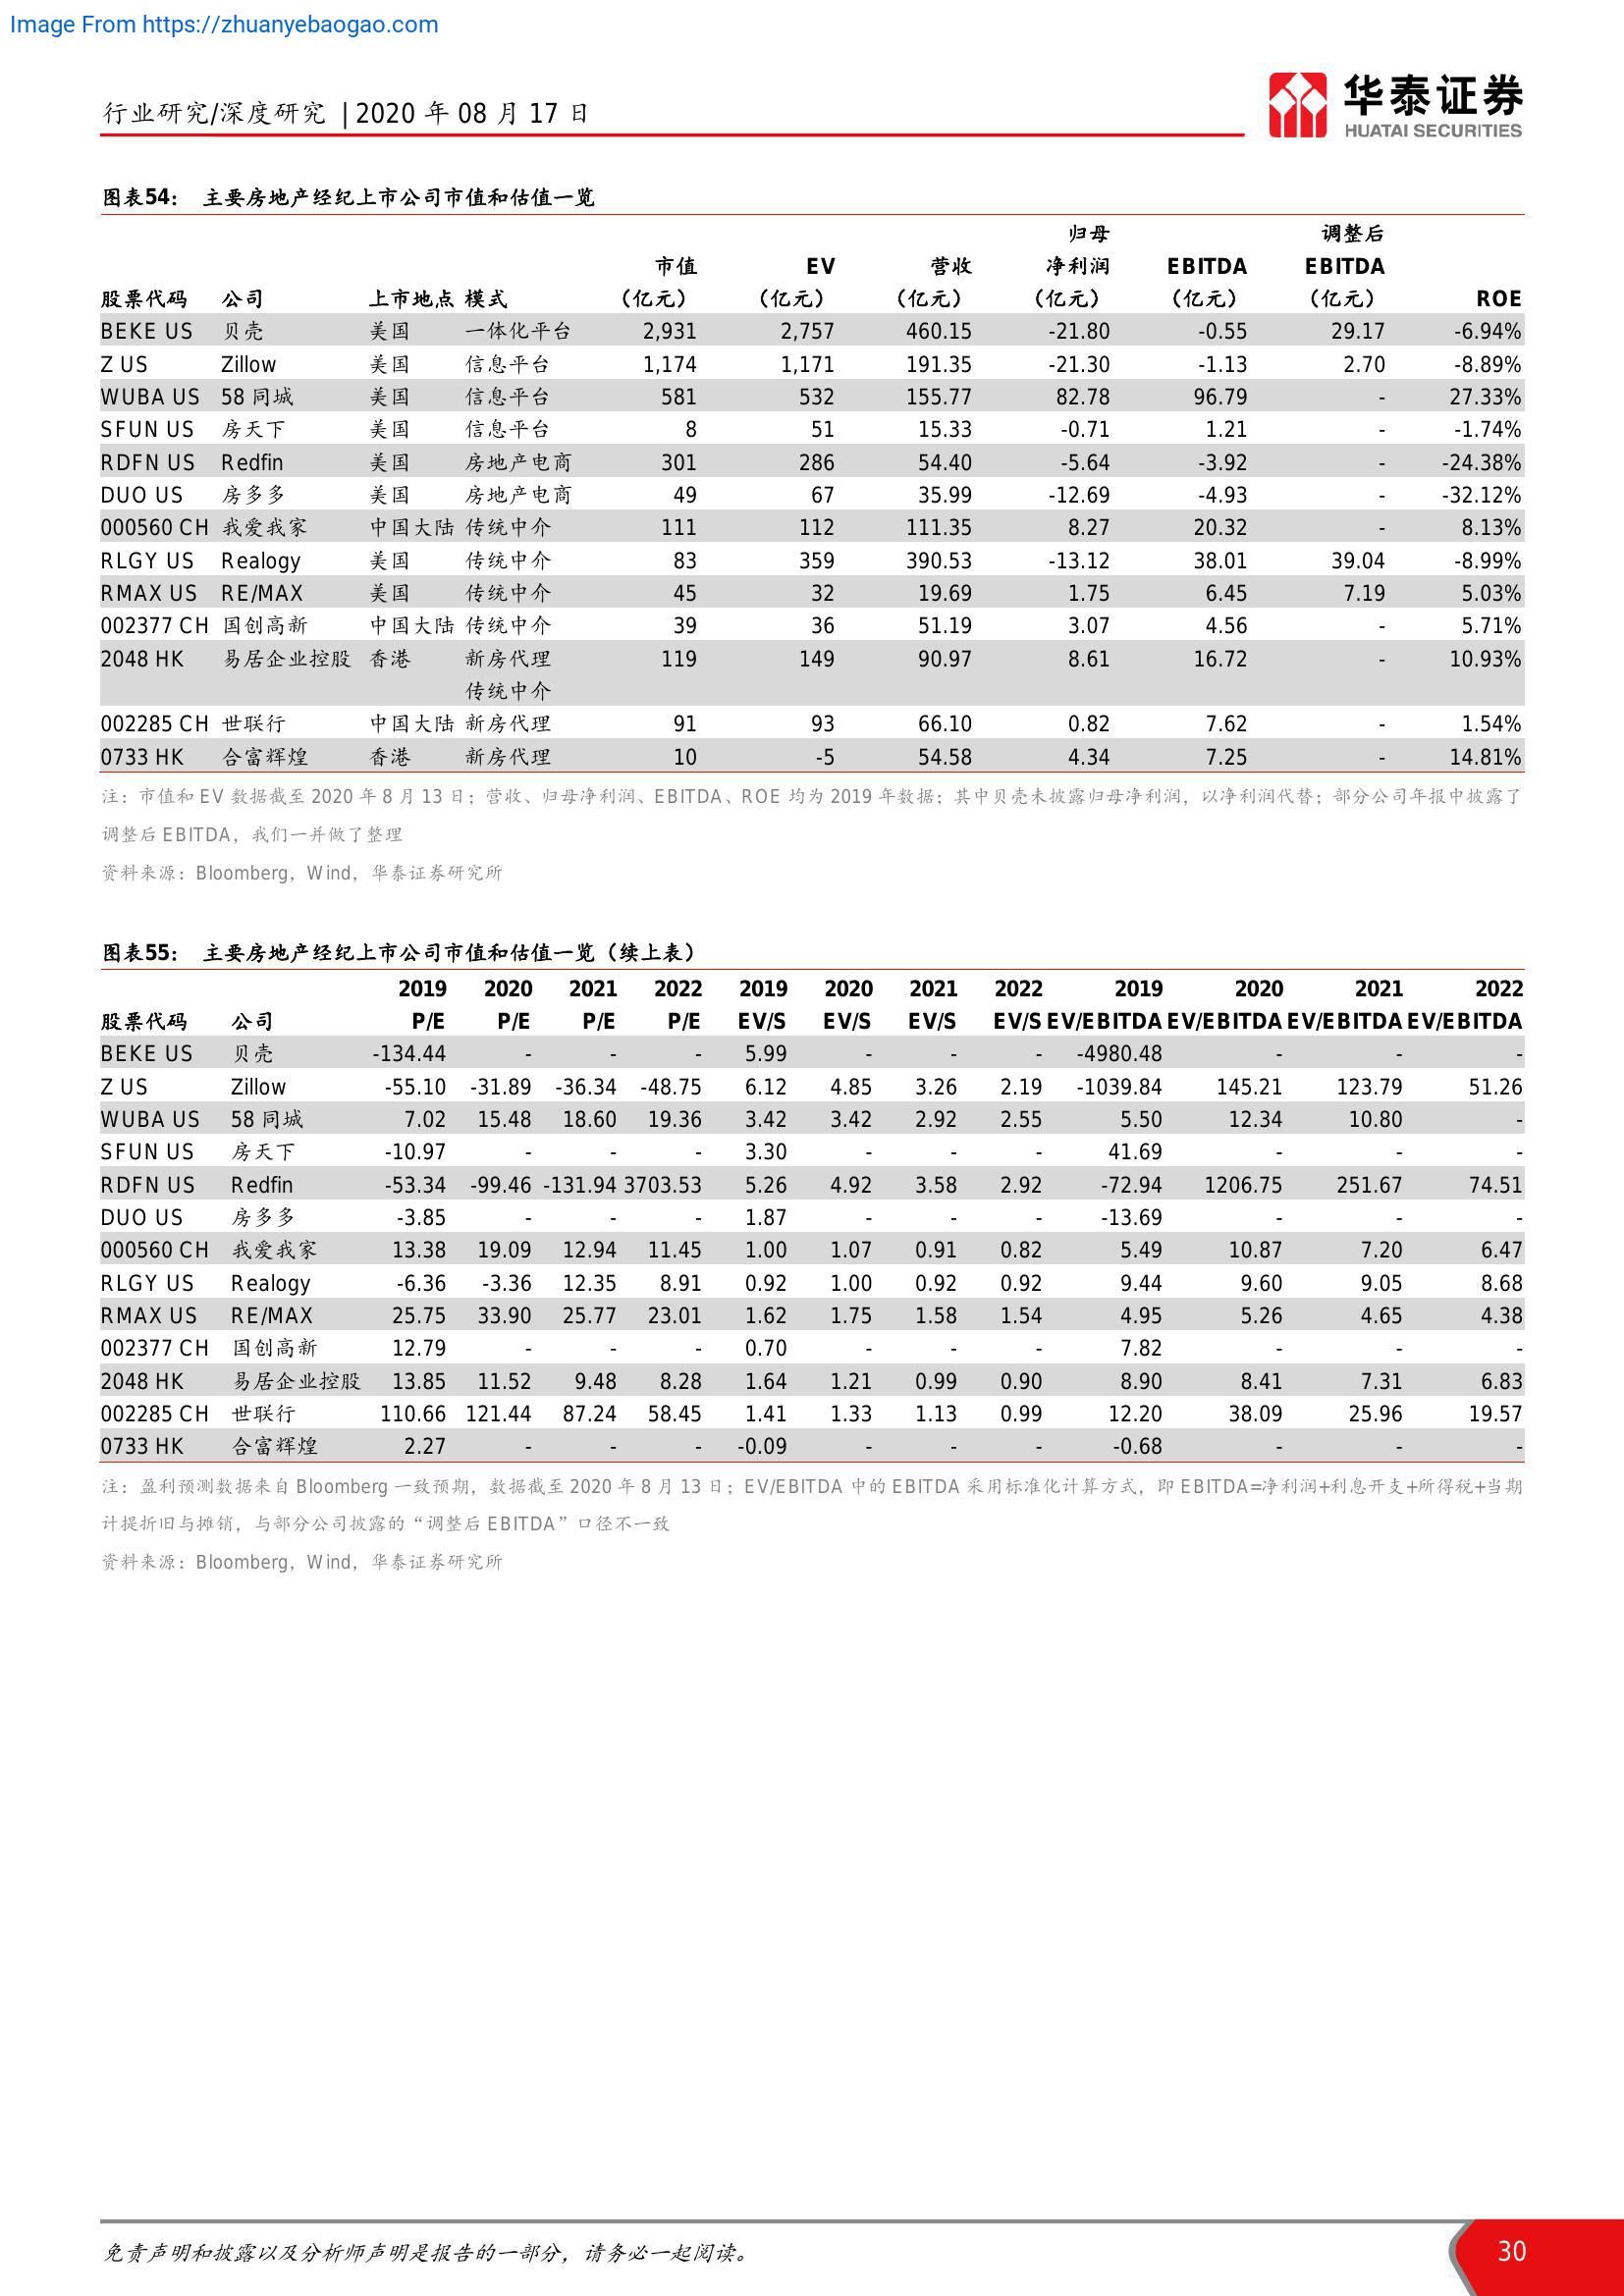 Image From https://zhuanyebaogao.com
华泰证券
HUATAI SECURITIES
行业研究/深度研究 | 2020 年 08 月 17 日
图表54： 主要房地产经纪上市公司市值和估值一览
归母 调整后
市值 EV 营收 净利润 EBITDA EBITDA
股票代码 公司 上市地点 模式 （亿元） （亿元） （亿元） （亿元） （亿元） （亿元） ROE
BEKE US 贝壳 美国 一体化平台 2,931 2,757 460.15 -21.80 -0.55 29.17 -6.94%
Z US Zillow 美国 信息平台 1,174 1,171 191.35 -21.30 -1.13 2.70 -8.89%
WUBA US 58 同城 美国 信息平台 581 532 155.77 82.78 96.79 - 27.33%
SFUN US 房天下 美国 信息平台 8 51 15.33 -0.71 1.21 - -1.74%
RDFN US Redfin 美国 房地产电商 301 286 54.40 -5.64 -3.92 - -24.38%
DUO US 房多多 美国 房地产电商 49 67 35.99 -12.69 -4.93 - -32.12%
000560 CH 我爱我家 中国大陆 传统中介 111 112 111.35 8.27 20.32 - 8.13%
RLGY US Realogy 美国 传统中介 83 359 390.53 -13.12 38.01 39.04 -8.99%
RMAX US RE/MAX 美国 传统中介 45 32 19.69 1.75 6.45 7.19 5.03%
002377 CH 国创高新 中国大陆 传统中介 39 36 51.19 3.07 4.56 - 5.71%
2048 HK 易居企业控股 香港 新房代理 119 149 90.97 8.61 16.72 - 10.93%
传统中介
002285 CH 世联行 中国大陆 新房代理 91 93 66.10 0.82 7.62 - 1.54%
0733 HK 合富辉煌 香港 新房代理 10 -5 54.58 4.34 7.25 - 14.81%
注：市值和 EV 数据截至 2020 年 8 月 13 日；营收、归母净利润、EBITDA、ROE 均为 2019 年数据；其中贝壳未披露归母净利润，以净利润代替；部分公司年报中披露了
调整后 EBITDA，我们一并做了整理
资料来源：Bloomberg，Wind，华泰证券研究所
图表55： 主要房地产经纪上市公司市值和估值一览（续上表）
2019 2020 2021 2022 2019 2020 2021 2022 2019 2020 2021 2022
股票代码 公司 P/E P/E P/E P/E EV/S EV/S EV/S EV/S EV/EBITDA EV/EBITDA EV/EBITDA EV/EBITDA
BEKE US 贝壳 -134.44 - - - 5.99 - - - -4980.48 - - -
Z US Zillow -55.10 -31.89 -36.34 -48.75 6.12 4.85 3.26 2.19 -1039.84 145.21 123.79 51.26
WUBA US 58 同城 7.02 15.48 18.60 19.36 3.42 3.42 2.92 2.55 5.50 12.34 10.80 -
SFUN US 房天下 -10.97 - - - 3.30 - - - 41.69 - - -
RDFN US Redfin -53.34 -99.46 -131.94 3703.53 5.26 4.92 3.58 2.92 -72.94 1206.75 251.67 74.51
DUO US 房多多 -3.85 - - - 1.87 - - - -13.69 - - -
000560 CH 我爱我家 13.38 19.09 12.94 11.45 1.00 1.07 0.91 0.82 5.49 10.87 7.20 6.47
RLGY US Realogy -6.36 -3.36 12.35 8.91 0.92 1.00 0.92 0.92 9.44 9.60 9.05 8.68
RMAX US RE/MAX 25.75 33.90 25.77 23.01 1.62 1.75 1.58 1.54 4.95 5.26 4.65 4.38
002377 CH 国创高新 12.79 - - - 0.70 - - - 7.82 - - -
2048 HK 易居企业控股 13.85 11.52 9.48 8.28 1.64 1.21 0.99 0.90 8.90 8.41 7.31 6.83
002285 CH 世联行 110.66 121.44 87.24 58.45 1.41 1.33 1.13 0.99 12.20 38.09 25.96 19.57
0733 HK 合富辉煌 2.27 - - - -0.09 - - - -0.68 - - -
注：盈利预测数据来自 Bloomberg 一致预期，数据截至 2020 年 8 月 13 日；EV/EBITDA 中的 EBITDA 采用标准化计算方式，即 EBITDA=净利润+利息开支+所得税+当期
计提折旧与摊销，与部分公司披露的“调整后 EBITDA”口径不一致
资料来源：Bloomberg，Wind，华泰证券研究所
免责声明和披露以及分析师声明是报告的一部分，请务必一起阅读。
30